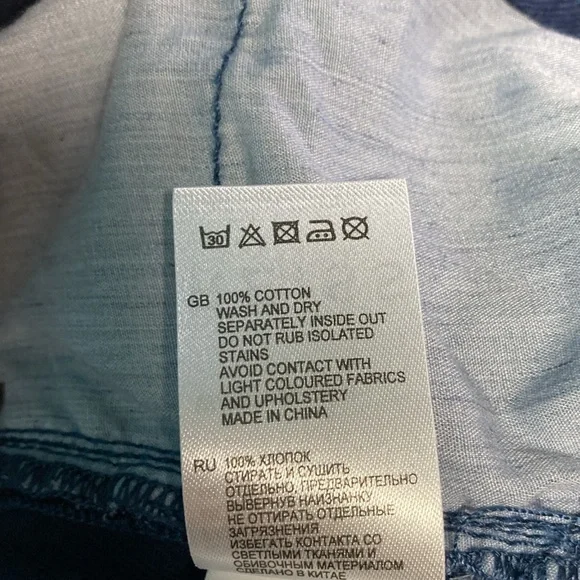 30
GB 100% COTTON
WASH AND DRY
SEPARATELY INSIDE OUT
DO NOT RUB ISOLATED
STAINS
AVOID CONTACT WITH
LIGHT COLOURED FABRICS
AND UPHOLSTERY
MADE IN CHINA
RU 100% ХЛОПОК
СТИРАТЬ И СУШИТЬ
ОТДЕЛЬНО, ПРЕДВАРИТЕЛЬНО
ВЫВЕРНУВ НАИЗНАНКУ
НЕ ОТТИРАТЬ ОТДЕЛЬНЫЕ
ЗАГРЯЗНЕНИЯ
ИЗБЕГАТЬ КОНТАКТА СО
СВЕТЛЫМИ ТКАНЯМИ И
ОБИВОЧНЫМ МАТЕРИАЛОМ
СДЕЛАНО В КИТАЕ